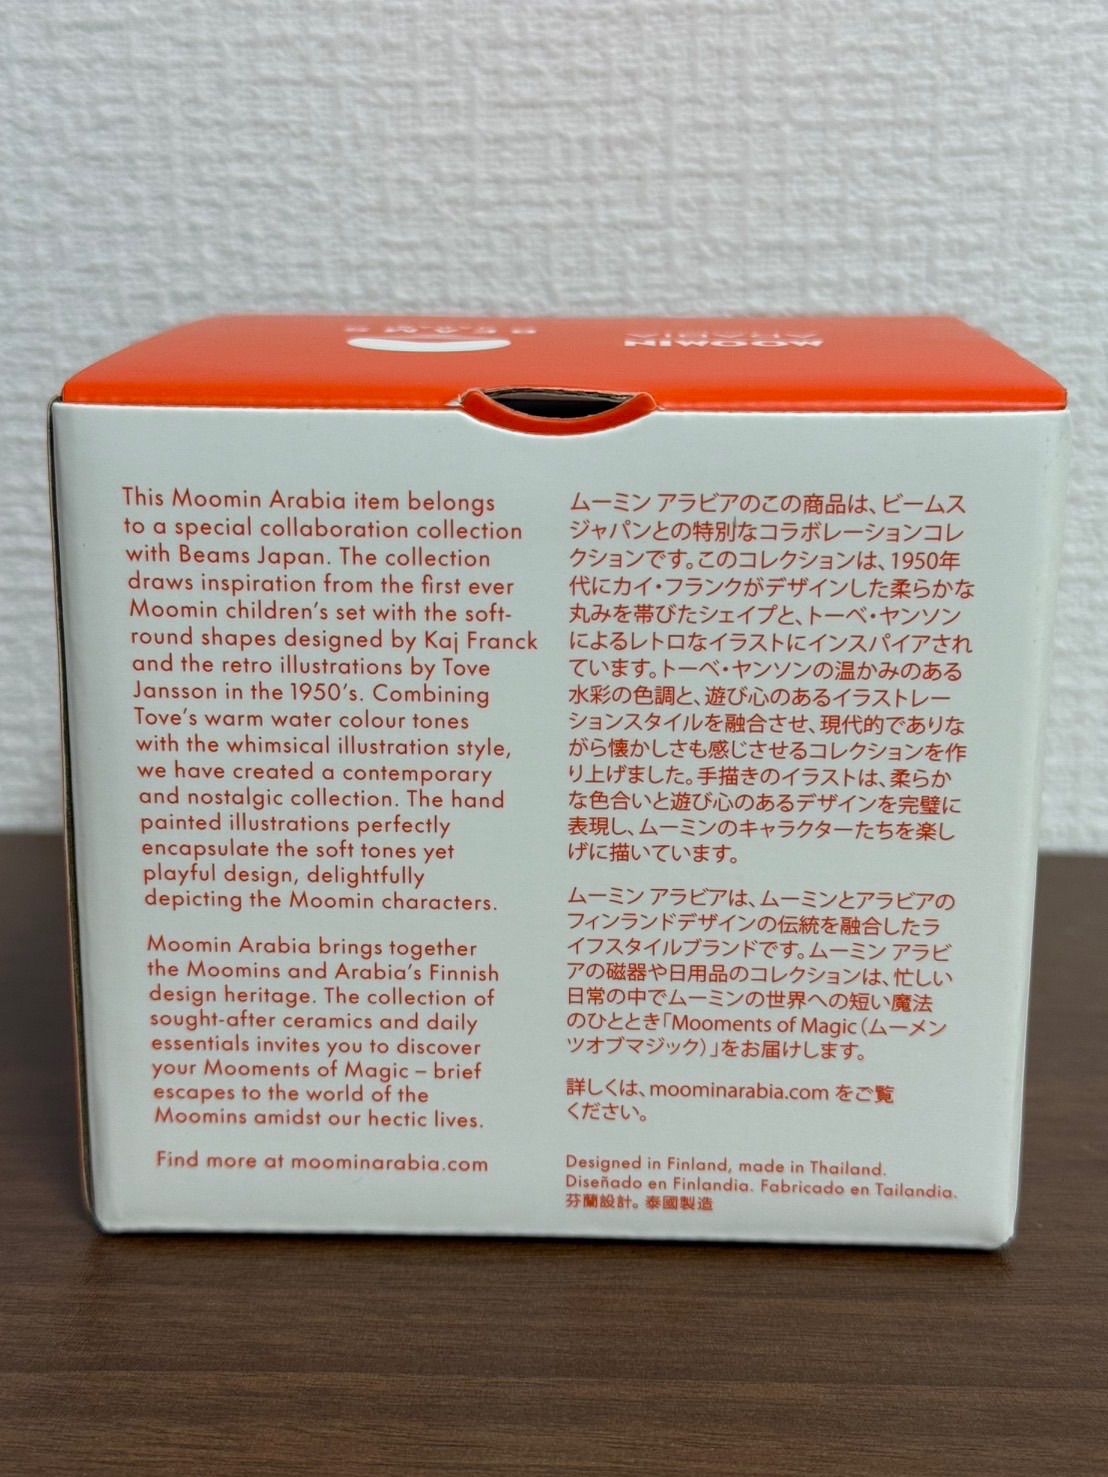 BEAMS
MOOMIN
ARABIA
This Moomin Arabia item belongs
to a special collaboration collection
with Beams Japan. The collection
draws inspiration from the first ever
Moomin children's set with the soft-
round shapes designed by Kaj Franck
and the retro illustrations by Tove
Jansson in the 1950's. Combining
Tove's warm water colour tones
with the whimsical illustration style,
we have created a contemporary
and nostalgic collection. The hand
painted illustrations perfectly
encapsulate the soft tones yet
playful design, delightfully
depicting the Moomin characters.
Moomin Arabia brings together
the Moomins and Arabia's Finnish
design heritage. The collection of
sought-after ceramics and daily
essentials invites you to discover
your Mooments of Magic – brief
escapes to the world of the
Moomins amidst our hectic lives.
Find more at moominarabia.com
ムーミン アラビアのこの商品は、ビームス
ジャパンとの特別なコラボレーションコレ
クションです。このコレクションは、1950年
代にカイ・フランクがデザインした柔らかな
丸みを帯びたシェイプと、トーベ・ヤンソン
によるレトロなイラストにインスパイアされ
ています。トーベ・ヤンソンの温かみのある
水彩の色調と、遊び心のあるイラストレー
ションスタイルを融合させ、現代的でありな
がら懐かしさも感じさせるコレクションを作
り上げました。手描きのイラストは、柔らか
な色合いと遊び心のあるデザインを完璧に
表現し、ムーミンのキャラクターたちを楽し
げに描いています。
ムーミン アラビアは、ムーミンとアラビアの
フィンランドデザインの伝統を融合したラ
イフスタイルブランドです。ムーミン アラビ
アの磁器や日用品のコレクションは、忙しい
日常の中でムーミンの世界への短い魔法
のひととき「Mooments of Magic（ムーメン
ツオブマジック）」をお届けします。
詳しくは、moominarabia.com をご覧
ください。
Designed in Finland, made in Thailand.
Diseñado en Finlandia. Fabricado en Tailandia.
芬蘭設計。泰國製造